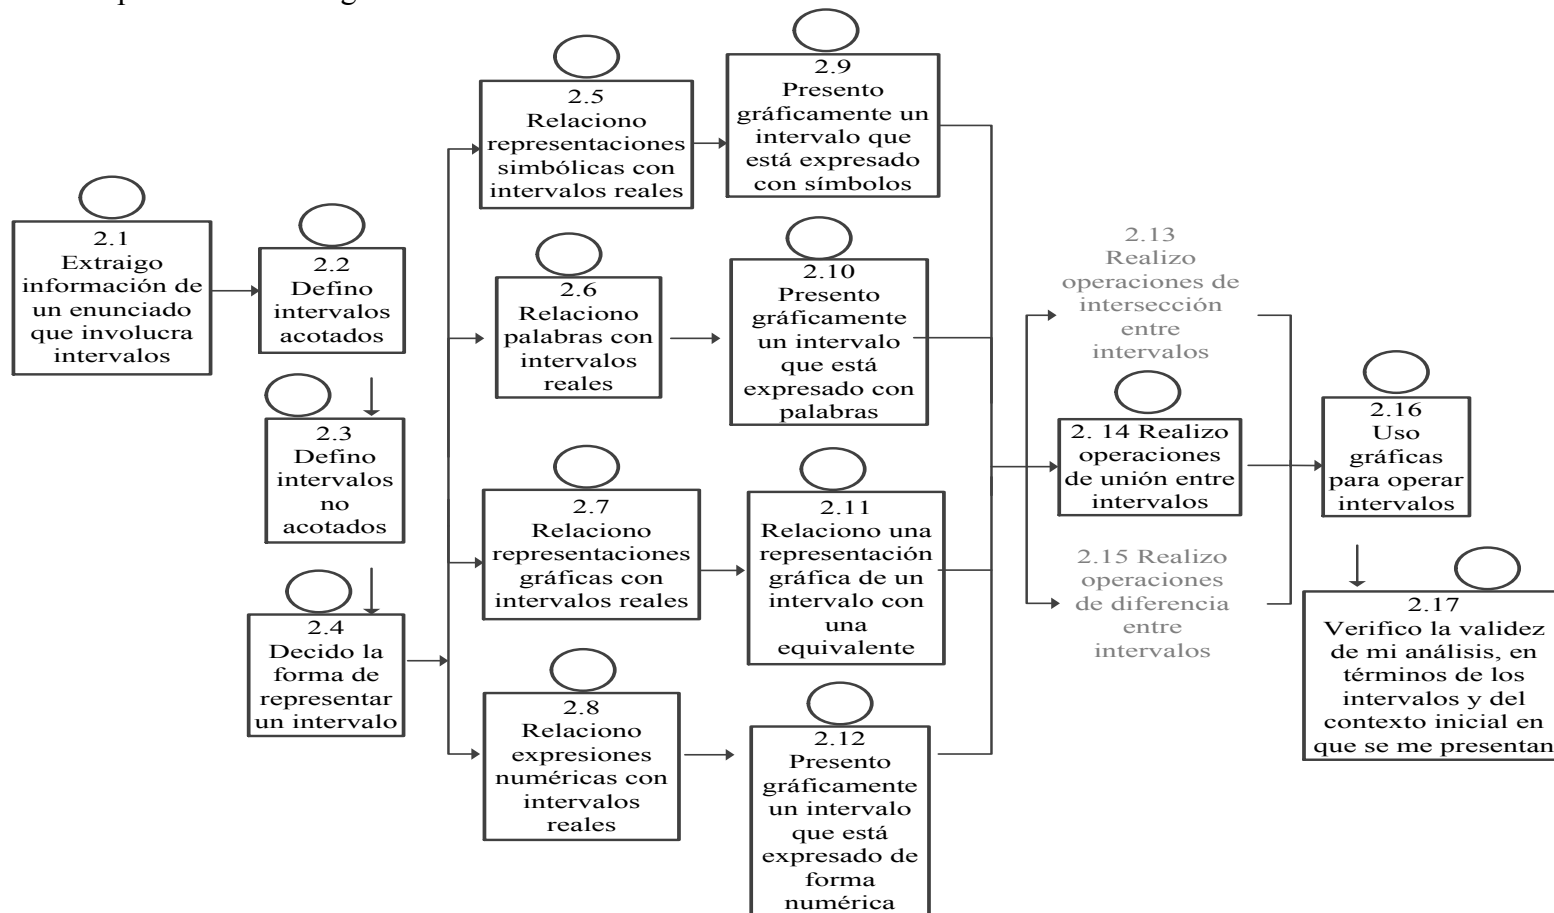 2.1
Extraigo
información de
un enunciado
que involucra
intervalos
2.2
Defino
intervalos
acotados
2.3
Defino
intervalos
no
acotados
2.4
Decido la
forma de
representar
un intervalo
2.5
Relaciono
representaciones
simbólicas con
intervalos reales
2.6
Relaciono
palabras con
intervalos
reales
2.7
Relaciono
representaciones
gráficas con
intervalos reales
2.8
Relaciono
expresiones
numéricas con
intervalos
reales
2.9
Presento
gráficamente un
intervalo que
está expresado
con símbolos
2.10
Presento
gráficamente
un intervalo
que está
expresado con
palabras
2.11
Relaciono una
representación
gráfica de un
intervalo con
una
equivalente
2.12
Presento
gráficamente
un intervalo
que está
expresado de
forma
numérica
2.13
Realizo
operaciones de
intersección
entre
intervalos
2. 14 Realizo
operaciones
de unión entre
intervalos
2.15 Realizo
operaciones
de diferencia
entre
intervalos
2.16
Uso
gráficas
para operar
intervalos
2.17
Verifico la validez
de mi análisis, en
términos de los
intervalos y del
contexto inicial en
que se me presentan